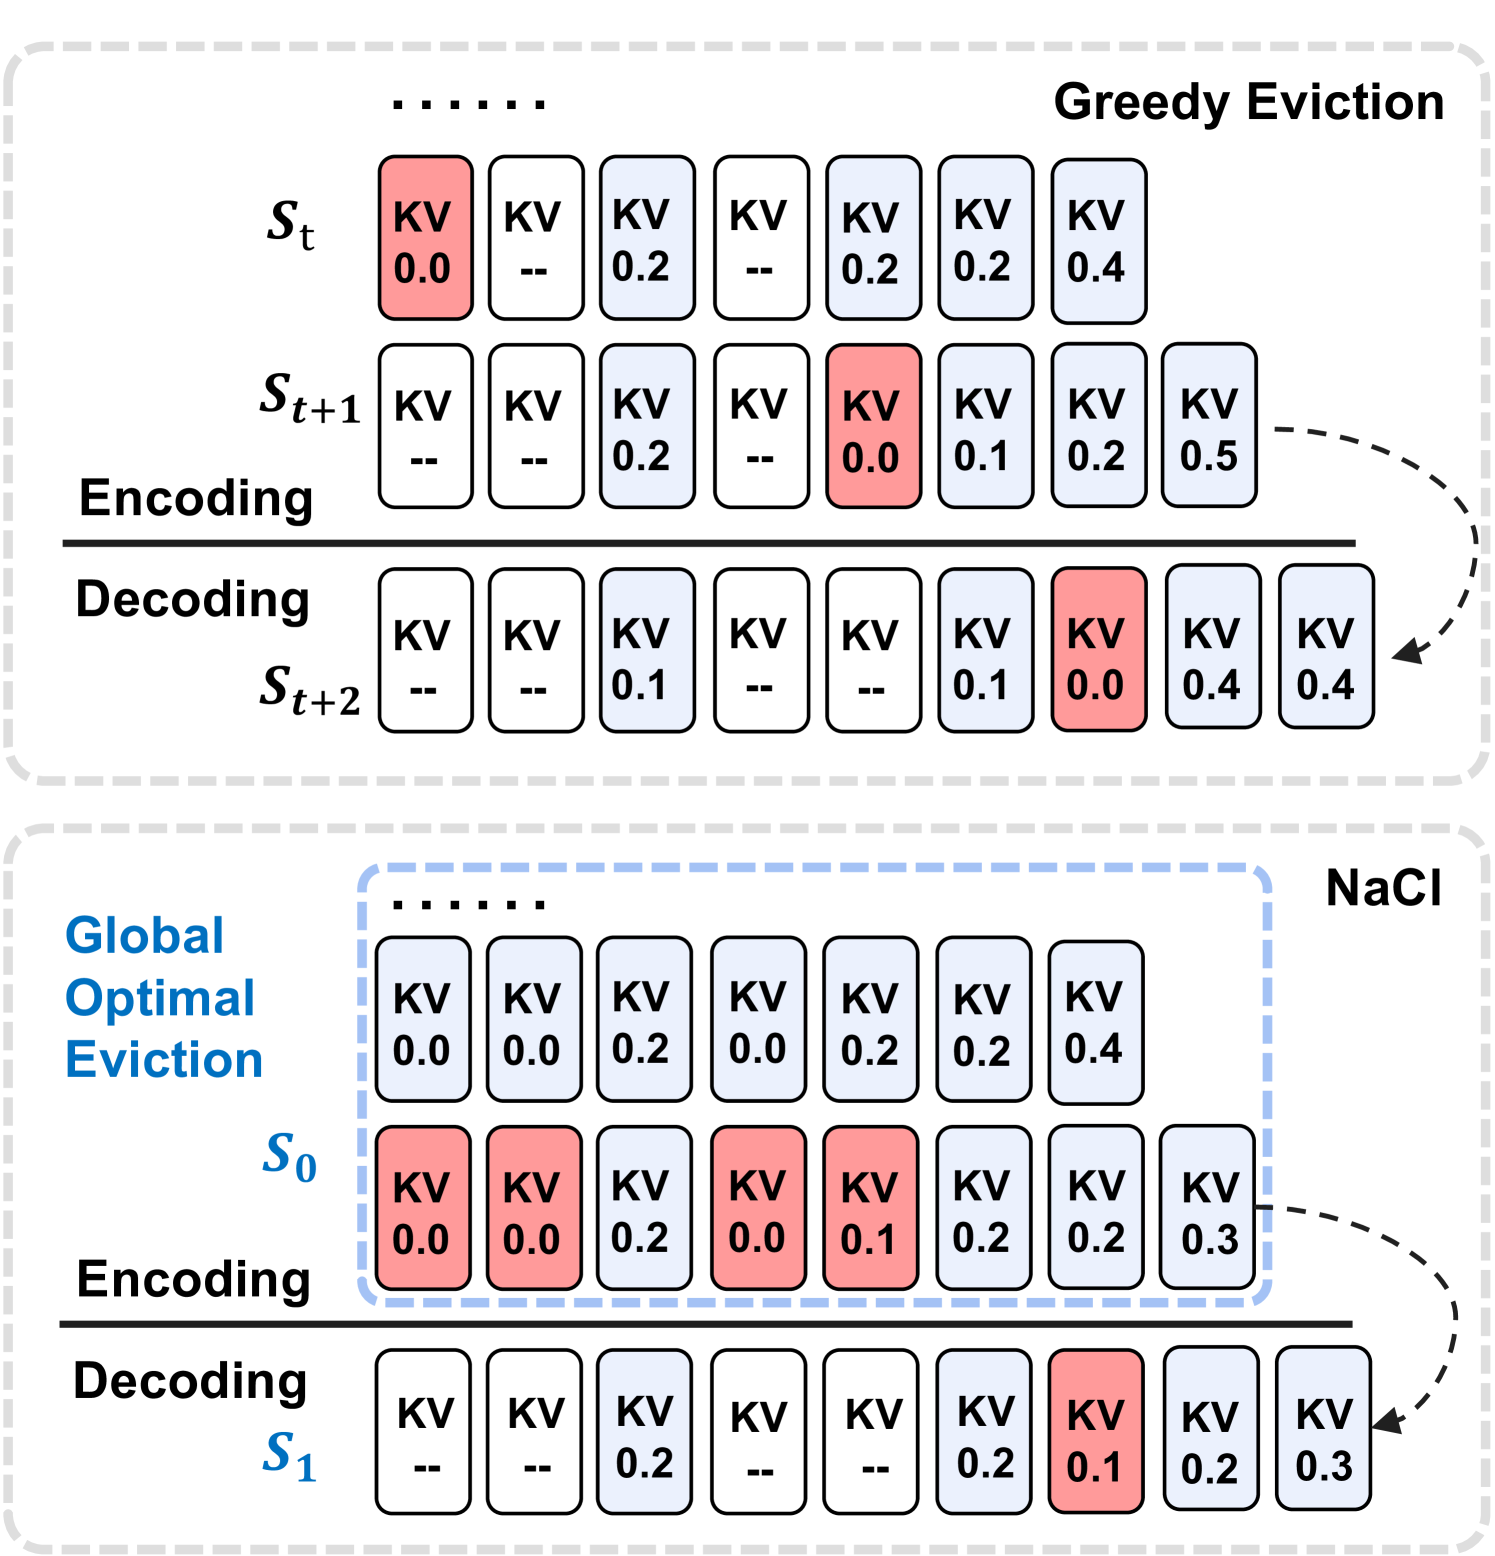 ......
Greedy Eviction
S_t
KV KV KV KV KV KV KV
0.0 -- 0.2 -- 0.2 0.2 0.4
S_{t+1}
KV KV KV KV KV KV KV KV
-- -- 0.2 -- 0.0 0.1 0.2 0.5
Encoding
Decoding
S_{t+2}
KV KV KV KV KV KV KV KV KV
-- -- 0.1 -- -- 0.1 0.0 0.4 0.4
NaCl
......
Global
Optimal
Eviction
KV KV KV KV KV KV KV
0.0 0.0 0.2 0.0 0.2 0.2 0.4
S_0
KV KV KV KV KV KV KV KV
0.0 0.0 0.2 0.0 0.1 0.2 0.2 0.3
Encoding
Decoding
S_1
KV KV KV KV KV KV KV KV KV
-- -- 0.2 -- -- 0.2 0.1 0.2 0.3